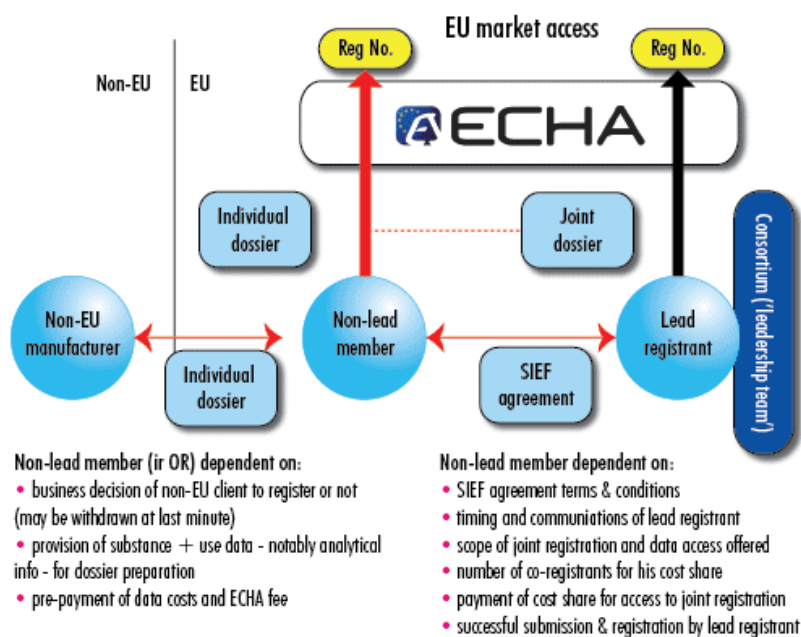 EU market access
Reg No.
Reg No.
Non-EU
EU
ECHA
Individual
dossier
Joint
dossier
Consortium ('leadership team')
Non-EU
manufacturer
Non-lead
member
Lead
registrant
Individual
dossier
SIEF
agreement
Non-lead member (ir OR) dependent on:
• business decision of non-EU client to register or not
(may be withdrawn at last minute)
• provision of substance + use data - notably analytical
info - for dossier preparation
• pre-payment of data costs and ECHA fee
Non-lead member dependent on:
• SIEF agreement terms & conditions
• timing and communiations of lead registrant
• scope of joint registration and data access offered
• number of co-registrants for his cost share
• payment of cost share for access to joint registration
• successful submission & registration by lead registrant